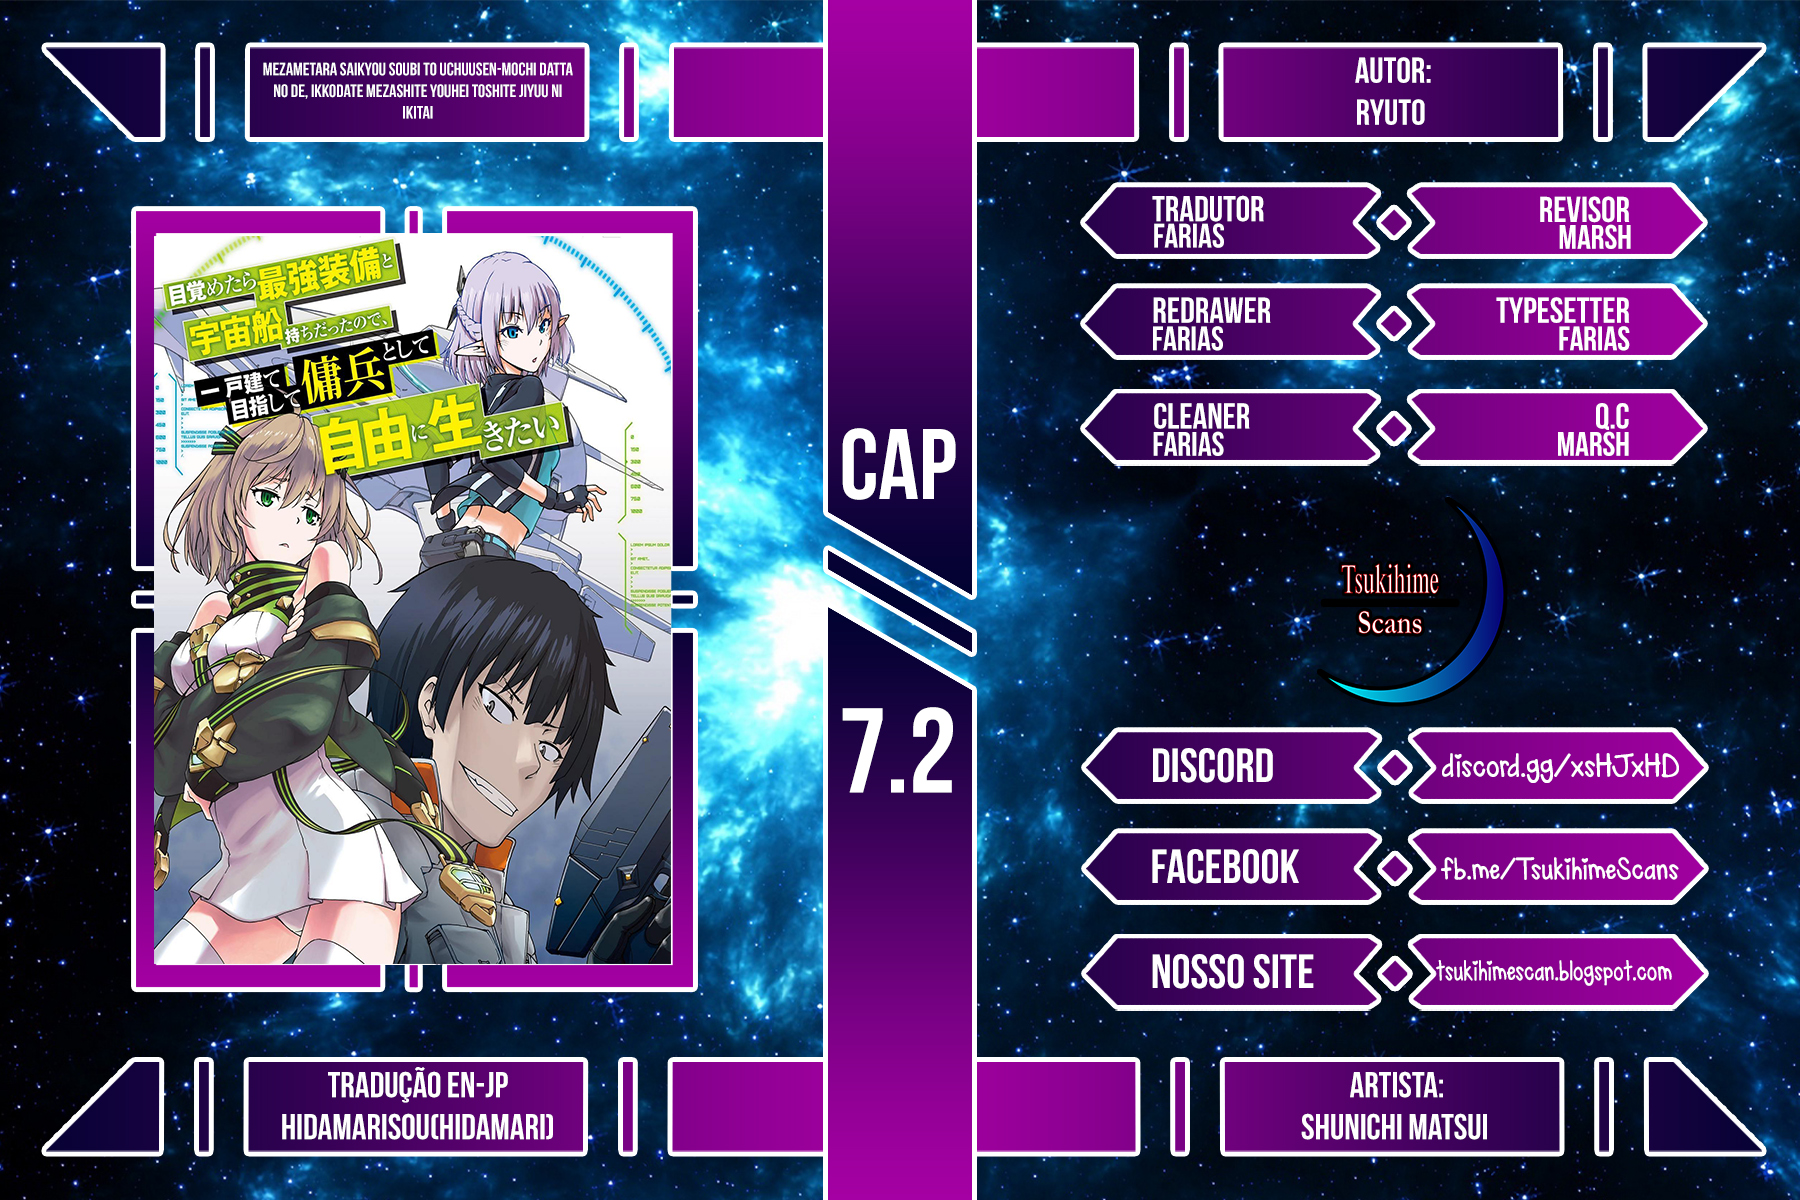 MEZAMETARA SAIKYOU SOUBI TO UCHUUSEN-MOCHI DATTA
NO DE, IKKODATE MEZASHITE YOUHEI TOSHITE JIYUU NI
IKITAI
目覚めたら最強装備と
宇宙船持ちだったので、
一戸建て
目指して傭兵として
自由に生きたい
TRADUÇÃO EN-JP
HIDAMARISOU(HIDAMARI)
CAP
7.2
AUTOR:
RYUTO
TRADUTOR
FARIAS
REVISOR
MARSH
REDRAWER
FARIAS
TYPESETTER
FARIAS
CLEANER
FARIAS
Q.C
MARSH
Tsukihime
Scans
DISCORD
discord.gg/xsHJxHD
FACEBOOK
fb.me/TsukihimeScans
NOSSO SITE
tsukihimescan.blogspot.com
ARTISTA:
SHUNICHI MATSUI